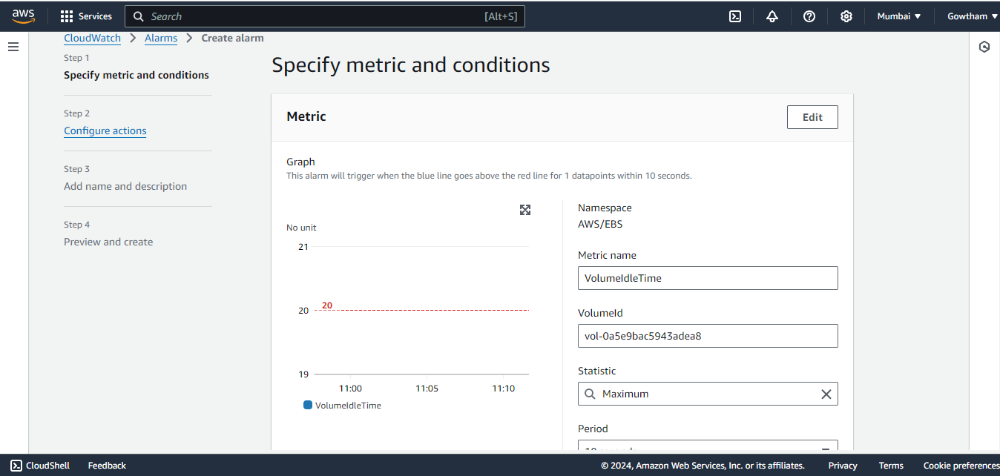 aws Services Search [Alt+S] Mumbai Gowtham
CloudWatch Alarms Create alarm
Step 1
Specify metric and conditions
Step 2
Configure actions
Step 3
Add name and description
Step 4
Preview and create
Specify metric and conditions
Metric
Edit
Graph
This alarm will trigger when the blue line goes above the red line for 1 datapoints within 10 seconds.
No unit
21
20
20
19
11:00 11:05 11:10
VolumeIdleTime
Namespace
AWS/EBS
Metric name
VolumeIdleTime
VolumeId
vol-0a5e9bac5943adea8
Statistic
Maximum
Period
CloudShell Feedback © 2024, Amazon Web Services, Inc. or its affiliates. Privacy Terms Cookie preferences